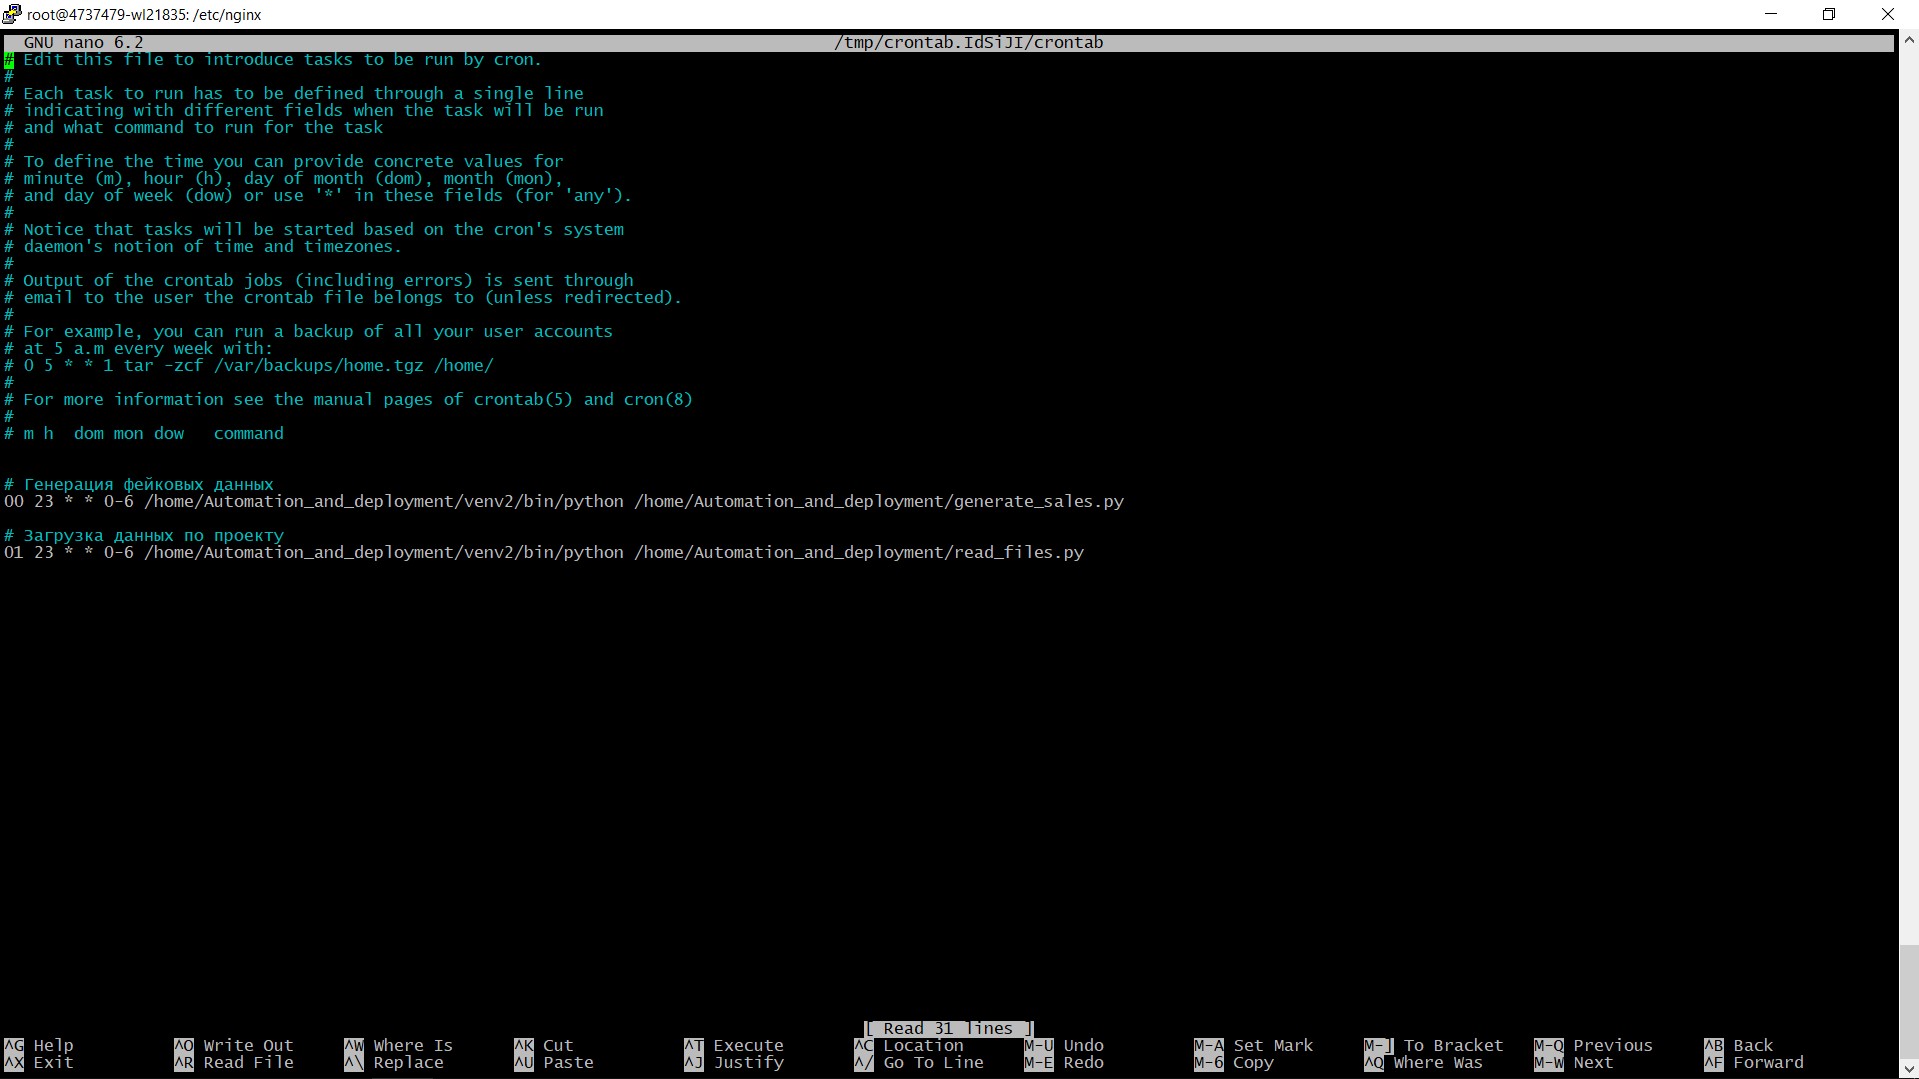 root@4737479-wl21835: /etc/nginx
GNU nano 6.2 /tmp/crontab.IdSiJI/crontab
# Edit this file to introduce tasks to be run by cron.
#
# Each task to run has to be defined through a single line
# indicating with different fields when the task will be run
# and what command to run for the task
#
# To define the time you can provide concrete values for
# minute (m), hour (h), day of month (dom), month (mon),
# and day of week (dow) or use '*' in these fields (for 'any').
#
# Notice that tasks will be started based on the cron's system
# daemon's notion of time and timezones.
#
# Output of the crontab jobs (including errors) is sent through
# email to the user the crontab file belongs to (unless redirected).
#
# For example, you can run a backup of all your user accounts
# at 5 a.m every week with:
# 0 5 * * 1 tar -zcf /var/backups/home.tgz /home/
#
# For more information see the manual pages of crontab(5) and cron(8)
#
# m h  dom mon dow   command
# Генерация фейковых данных
00 23 * * 0-6 /home/Automation_and_deployment/venv2/bin/python /home/Automation_and_deployment/generate_sales.py
# Загрузка данных по проекту
01 23 * * 0-6 /home/Automation_and_deployment/venv2/bin/python /home/Automation_and_deployment/read_files.py
[ Read 31 lines ]
^G Help ^O Write Out ^W Where Is ^K Cut ^T Execute ^C Location M-U Undo M-A Set Mark M-] To Bracket M-Q Previous ^B Back
^X Exit ^R Read File ^\ Replace ^U Paste ^J Justify ^/ Go To Line M-E Redo M-6 Copy ^Q Where Was M-W Next ^F Forward